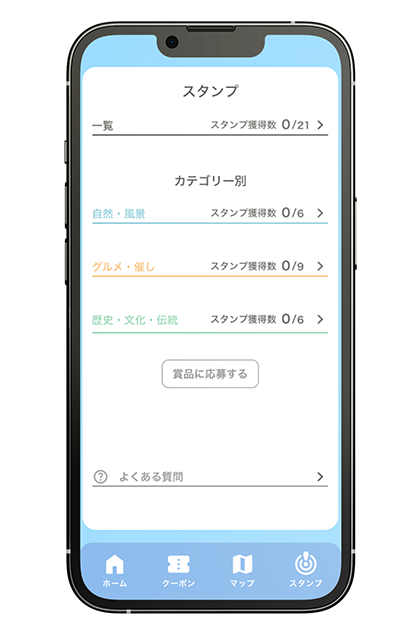 スタンプ
一覧 スタンプ獲得数 0/21
カテゴリー別
自然・風景 スタンプ獲得数 0/6
グルメ・催し スタンプ獲得数 0/9
歴史・文化・伝統 スタンプ獲得数 0/6
賞品に応募する
よくある質問
ホーム クーポン マップ スタンプ